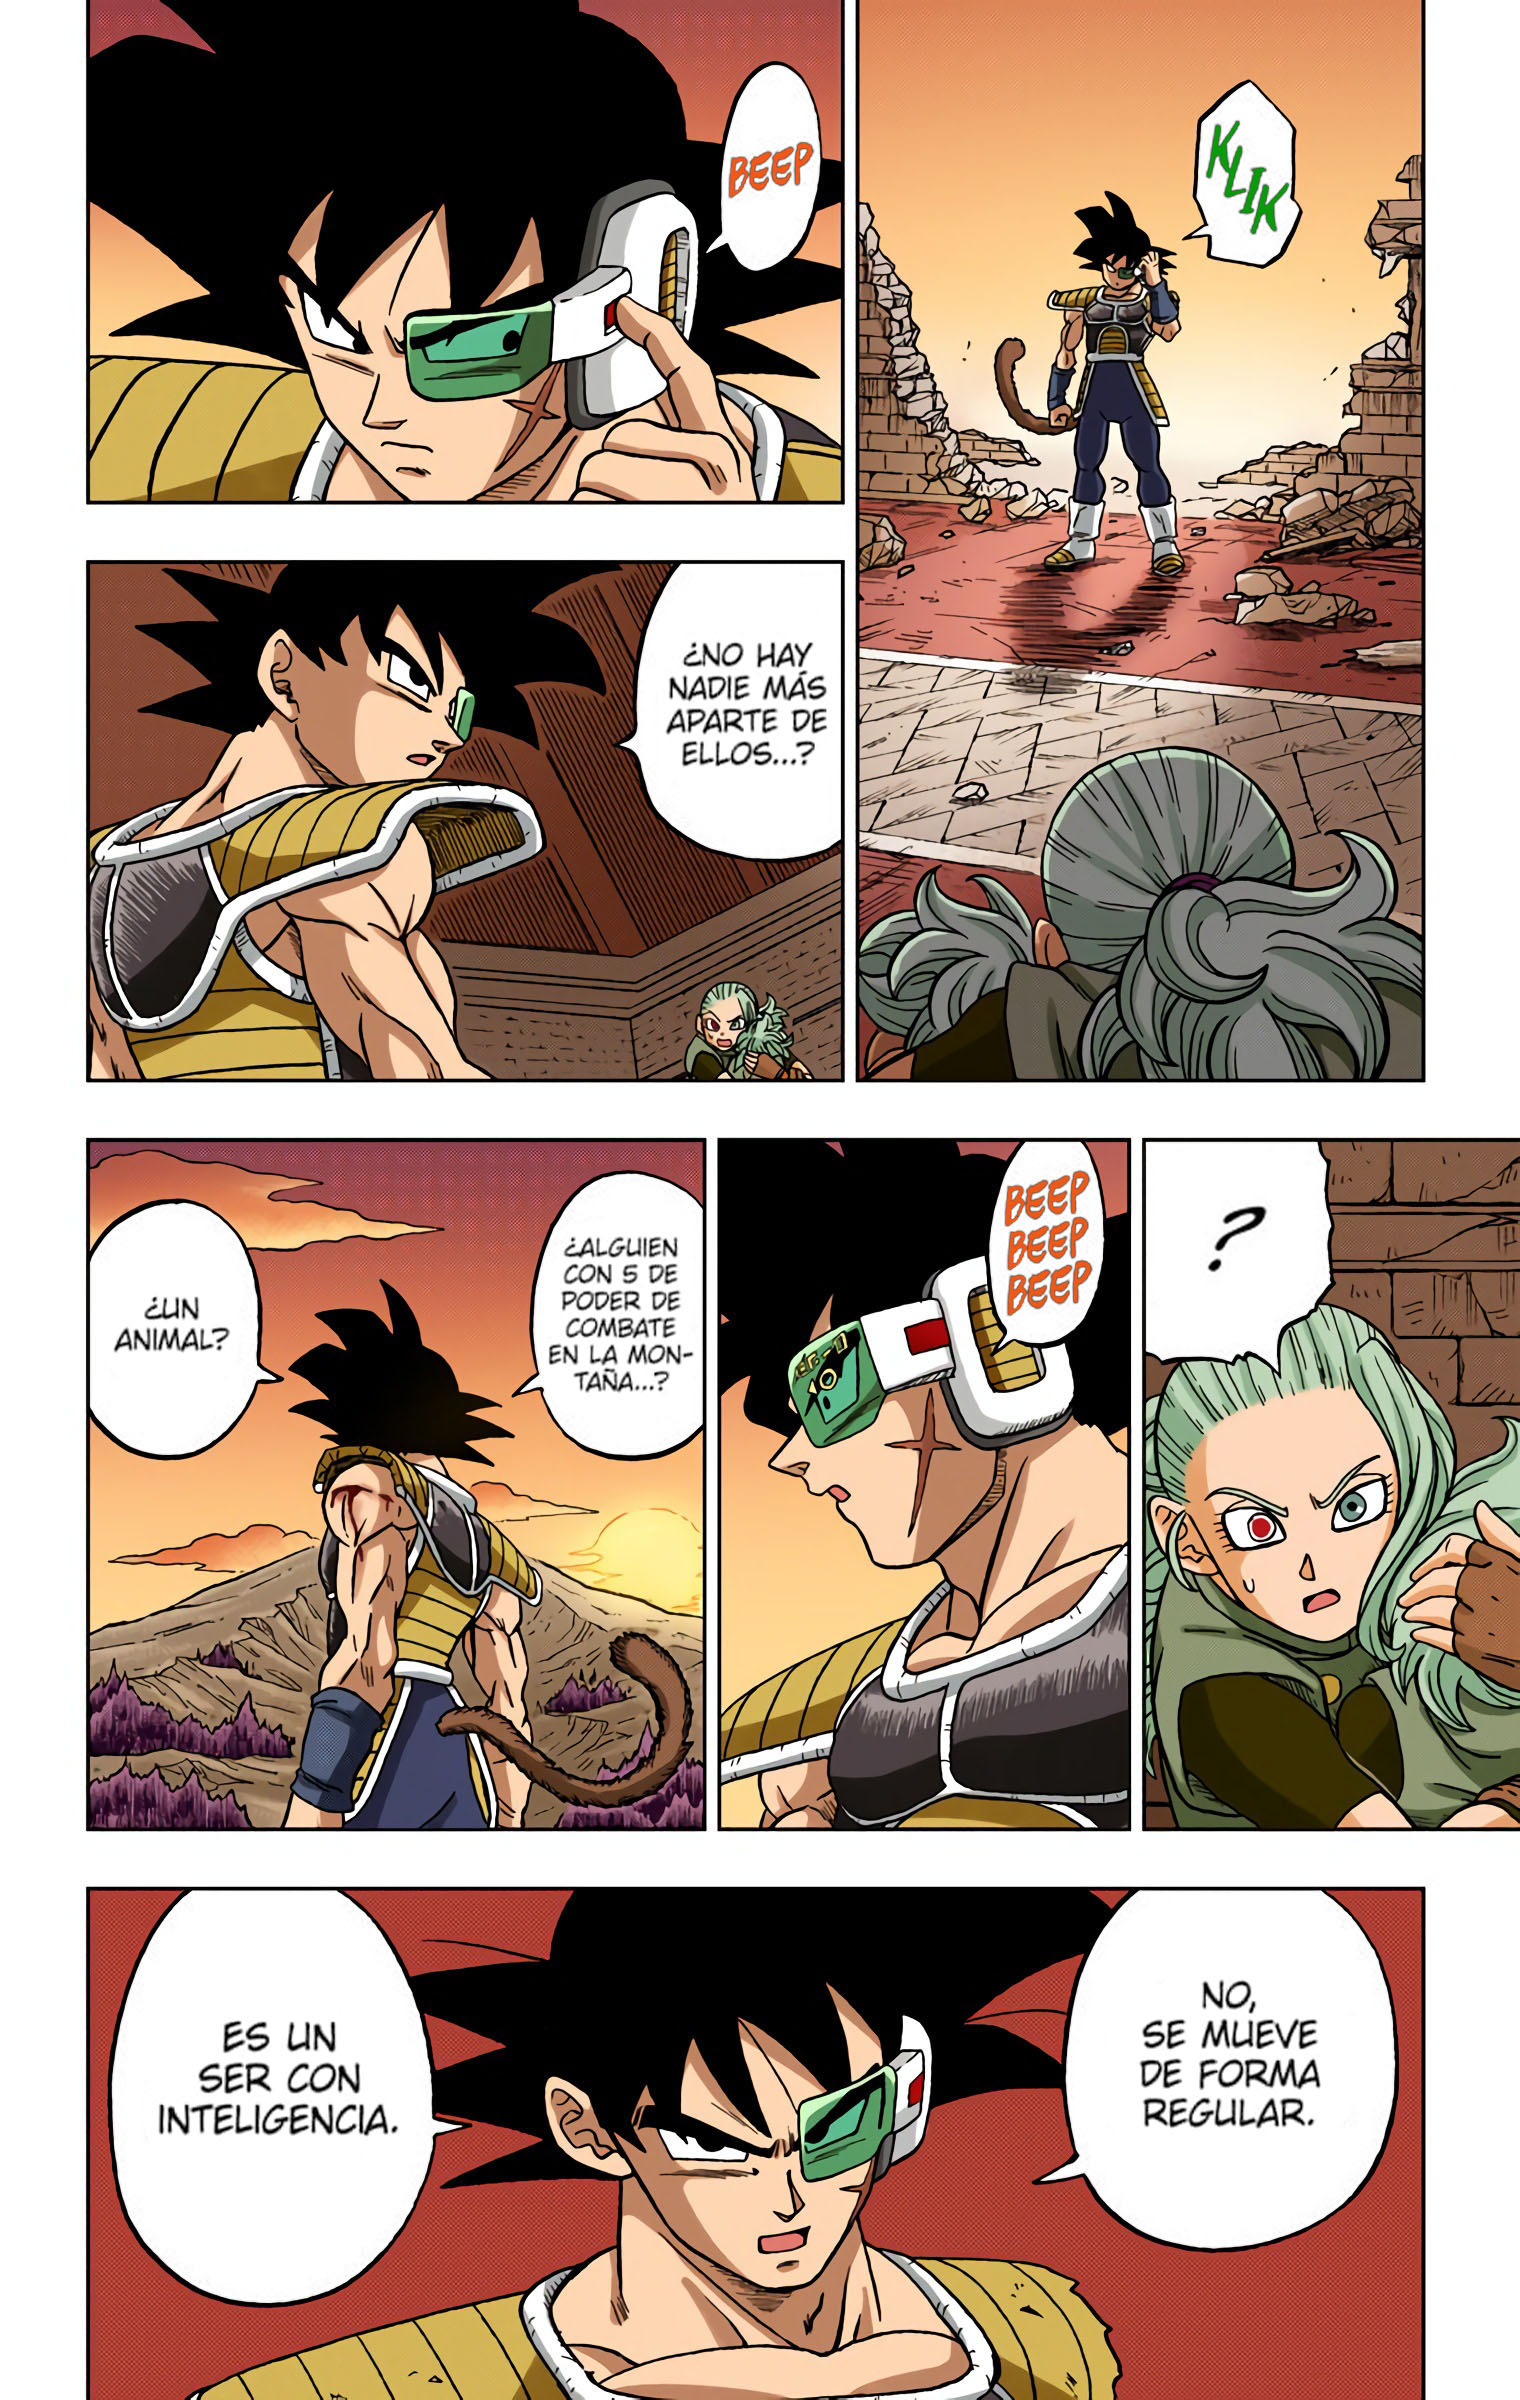 KLIK
BEEP
¿NO HAY
NADIE MÁS
APARTE DE
ELLOS...?
?
BEEP
BEEP
BEEP
¿ALGUIEN
CON 5 DE
PODER DE
COMBATE
EN LA MON-
TAÑA...?
¿UN
ANIMAL?
NO,
SE MUEVE
DE FORMA
REGULAR.
ES UN
SER CON
INTELIGENCIA.